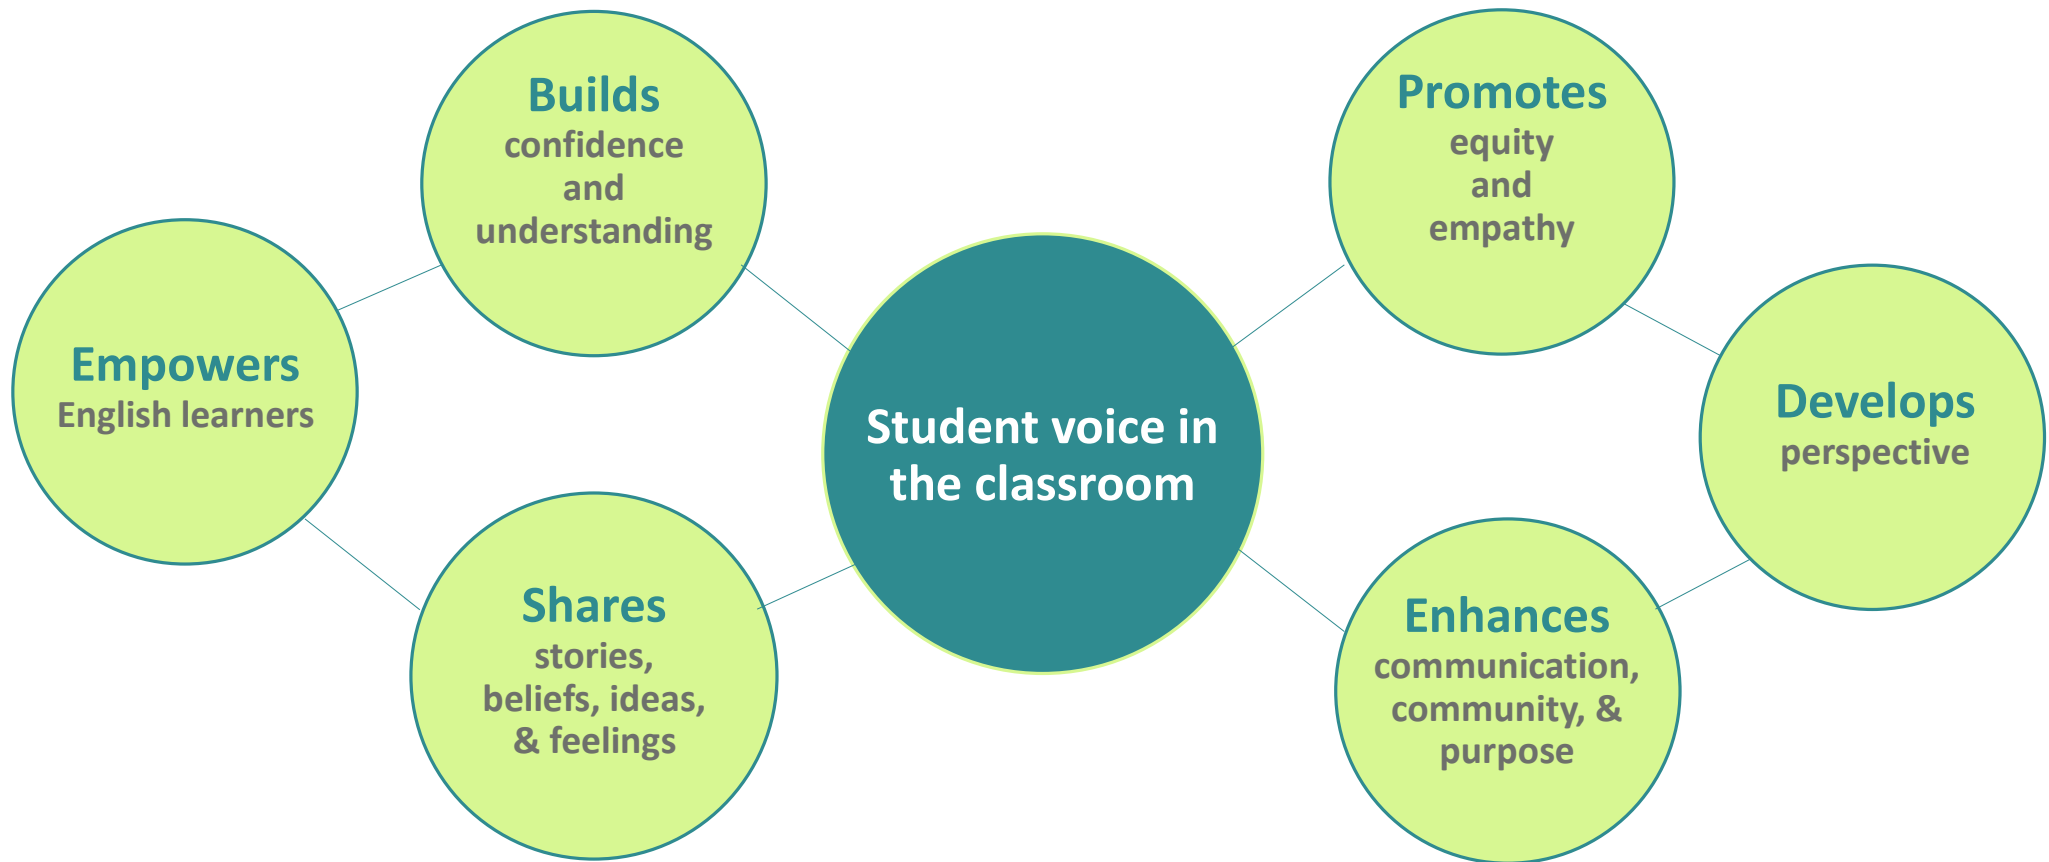 Builds
confidence
and
understanding
Promotes
equity
and
empathy
Empowers
English learners
Student voice in
the classroom
Develops
perspective
Shares
stories,
beliefs, ideas,
& feelings
Enhances
communication,
community, &
purpose